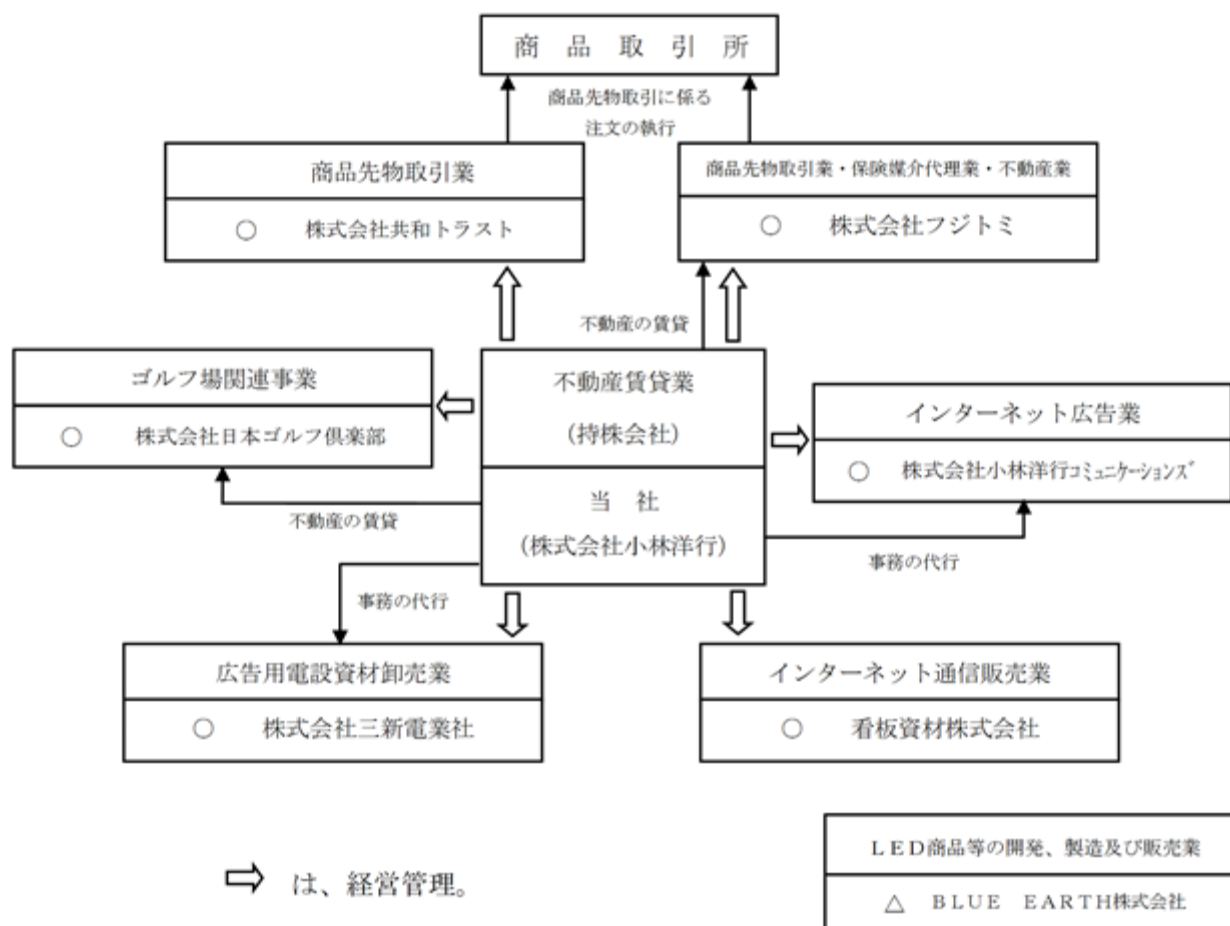 商品取引所
商品先物取引に係る
注文の執行
商品先物取引業
○ 株式会社共和トラスト
商品先物取引業・保険媒介代理業・不動産業
○ 株式会社フジトミ
不動産の賃貸
ゴルフ場関連事業
○ 株式会社日本ゴルフ倶楽部
不動産賃貸業
(持株会社)
当 社
(株式会社小林洋行)
インターネット広告業
○ 株式会社小林洋行ｺﾐｭﾆｹｰｼｮﾝｽﾞ
不動産の賃貸
事務の代行
事務の代行
広告用電設資材卸売業
○ 株式会社三新電業社
インターネット通信販売業
○ 看板資材株式会社
は、経営管理。
ＬＥＤ商品等の開発、製造及び販売業
△ ＢＬＵＥ ＥＡＲＴＨ株式会社